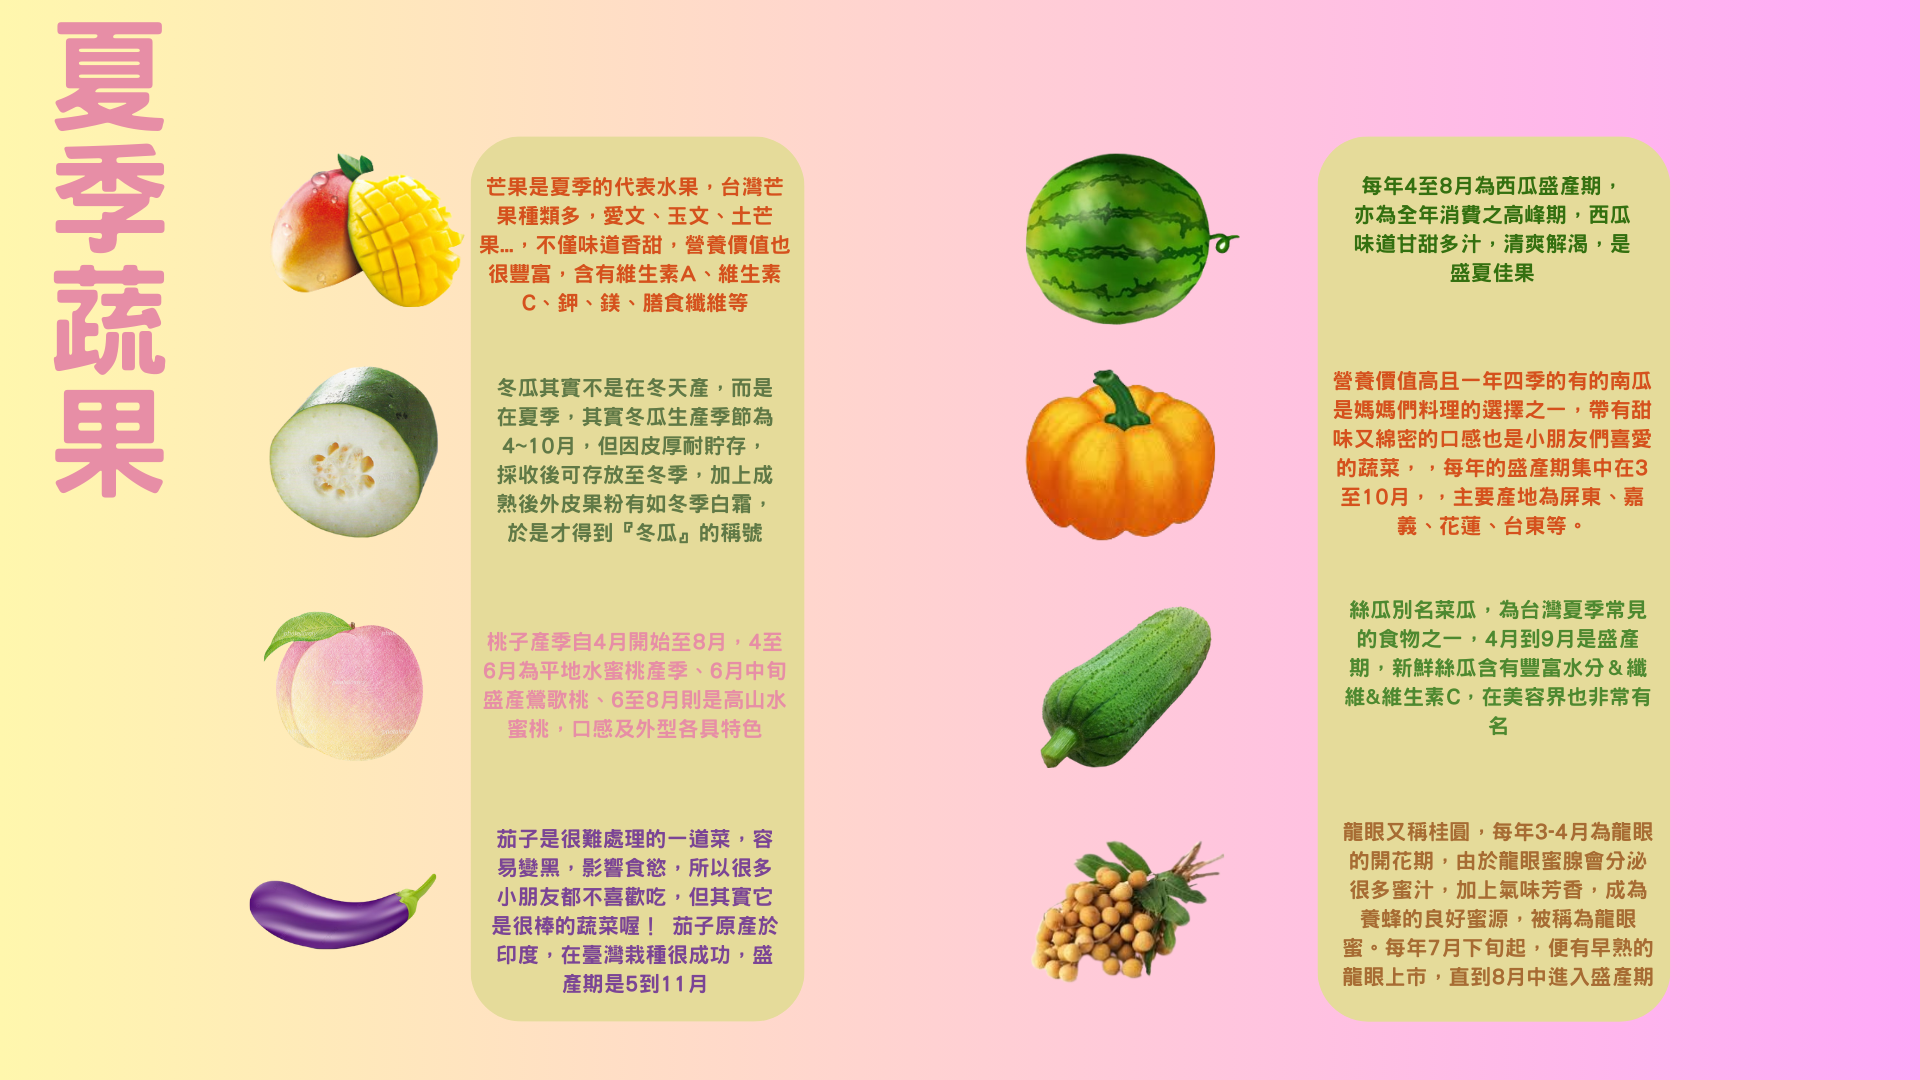 夏季蔬果
芒果是夏季的代表水果，台灣芒
果種類多，愛文、玉文、土芒
果...，不僅味道香甜，營養價值也
很豐富，含有維生素A、維生素
C、鉀、鎂、膳食纖維等
冬瓜其實不是在冬天產，而是
在夏季，其實冬瓜生產季節為
4~10月，但因皮厚耐貯存，
採收後可存放至冬季，加上成
熟後外皮果粉有如冬季白霜，
於是才得到『冬瓜』的稱號
桃子產季自4月開始至8月，4至
6月為平地水蜜桃產季、6月中旬
盛產鶯歌桃、6至8月則是高山水
蜜桃，口感及外型各具特色
茄子是很難處理的一道菜，容
易變黑，影響食慾，所以很多
小朋友都不喜歡吃，但其實它
是很棒的蔬菜喔！ 茄子原產於
印度，在臺灣栽種很成功，盛
產期是5到11月
每年4至8月為西瓜盛產期，
亦為全年消費之高峰期，西瓜
味道甘甜多汁，清爽解渴，是
盛夏佳果
營養價值高且一年四季的有的南瓜
是媽媽們料理的選擇之一，帶有甜
味又綿密的口感也是小朋友們喜愛
的蔬菜，，每年的盛產期集中在3
至10月，，主要產地為屏東、嘉
義、花蓮、台東等。
絲瓜別名菜瓜，為台灣夏季常見
的食物之一，4月到9月是盛產
期，新鮮絲瓜含有豐富水分＆纖
維&維生素C，在美容界也非常有
名
龍眼又稱桂圓，每年3-4月為龍眼
的開花期，由於龍眼蜜腺會分泌
很多蜜汁，加上氣味芳香，成為
養蜂的良好蜜源，被稱為龍眼
蜜。每年7月下旬起，便有早熟的
龍眼上市，直到8月中進入盛產期